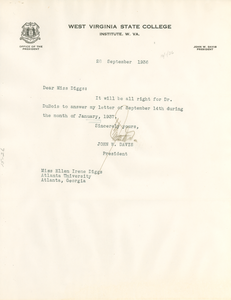 WEST VIRGINIA STATE COLLEGE
INSTITUTE, W. VA.
OFFICE OF THE
PRESIDENT
JOHN W. DAVIS
PRESIDENT
September 1936
Dear Miss Diggs:
It will be all right for Dr.
DuBois to answer my letter of September 14th during
the month of January, 1937.
Sincerely yours,
JOHN W. DAVIS
President
Miss Ellen Irene Diggs
Atlanta University
Atlanta, Georgia